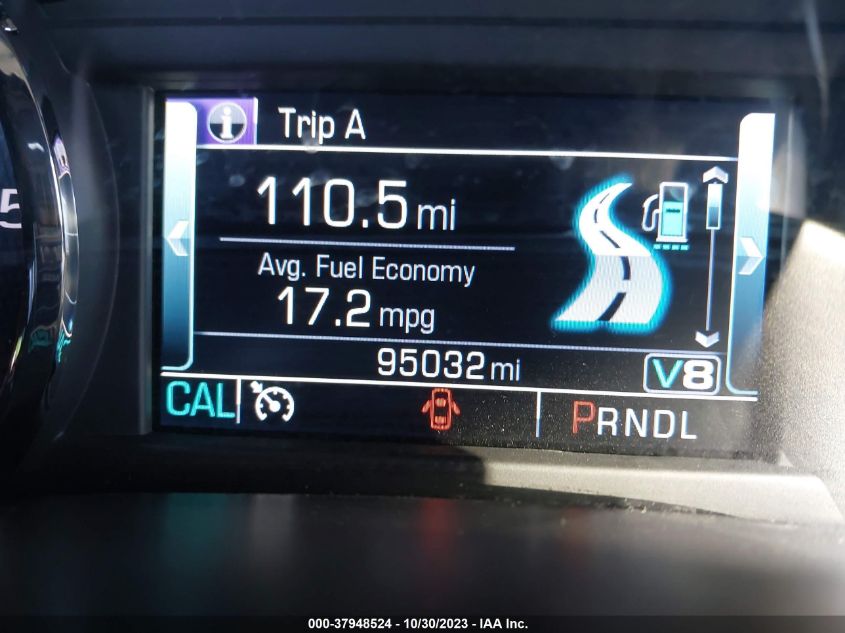 Trip A
110.5 mi
5
Avg. Fuel Economy
17.2 mpg
95032 mi
V8
CAL
PRNDL
000-37948524 - 10/30/2023 - IAA Inc.